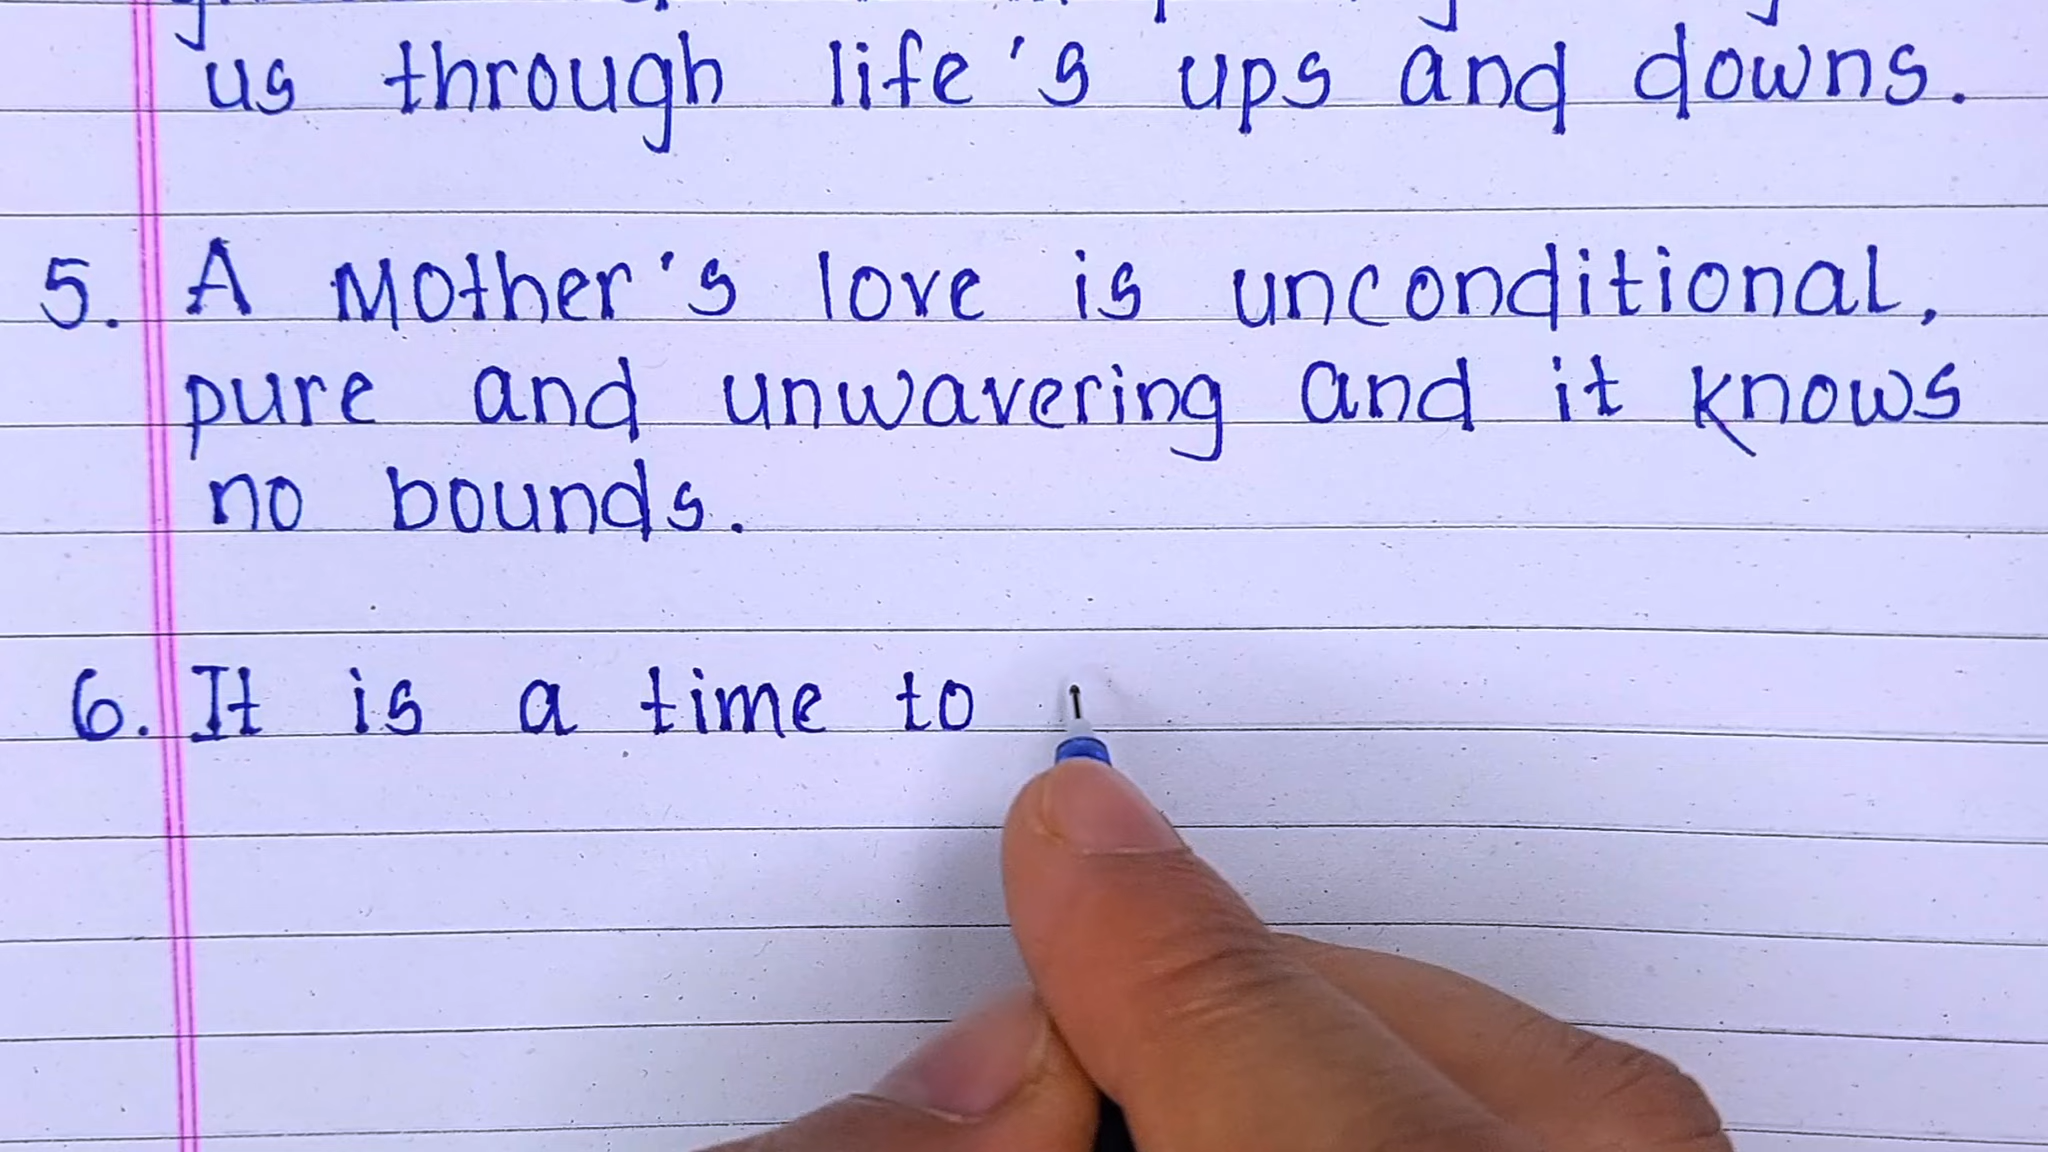 us through life's ups and downs.
5. A Mother's love is unconditional,
pure and unwavering and it knows
no bounds.
6. It is a time to